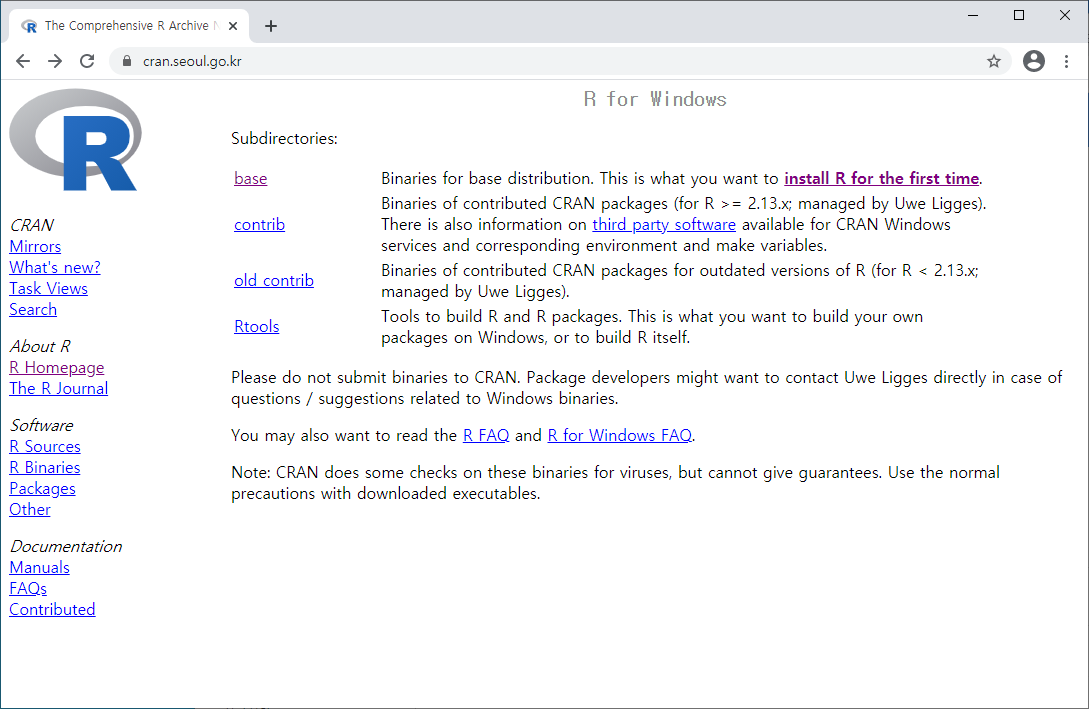 The Comprehensive R Archive N
cran.seoul.go.kr
R
CRAN
Mirrors
What's new?
Task Views
Search
About R
R Homepage
The R Journal
Software
R Sources
R Binaries
Packages
Other
Documentation
Manuals
FAQs
Contributed
R for Windows
Subdirectories:
base Binaries for base distribution. This is what you want to install R for the first time.
Binaries of contributed CRAN packages (for R >= 2.13.x; managed by Uwe Ligges).
contrib There is also information on third party software available for CRAN Windows
services and corresponding environment and make variables.
old contrib Binaries of contributed CRAN packages for outdated versions of R (for R < 2.13.x;
managed by Uwe Ligges).
Rtools Tools to build R and R packages. This is what you want to build your own
packages on Windows, or to build R itself.
Please do not submit binaries to CRAN. Package developers might want to contact Uwe Ligges directly in case of
questions / suggestions related to Windows binaries.
You may also want to read the R FAQ and R for Windows FAQ.
Note: CRAN does some checks on these binaries for viruses, but cannot give guarantees. Use the normal
precautions with downloaded executables.